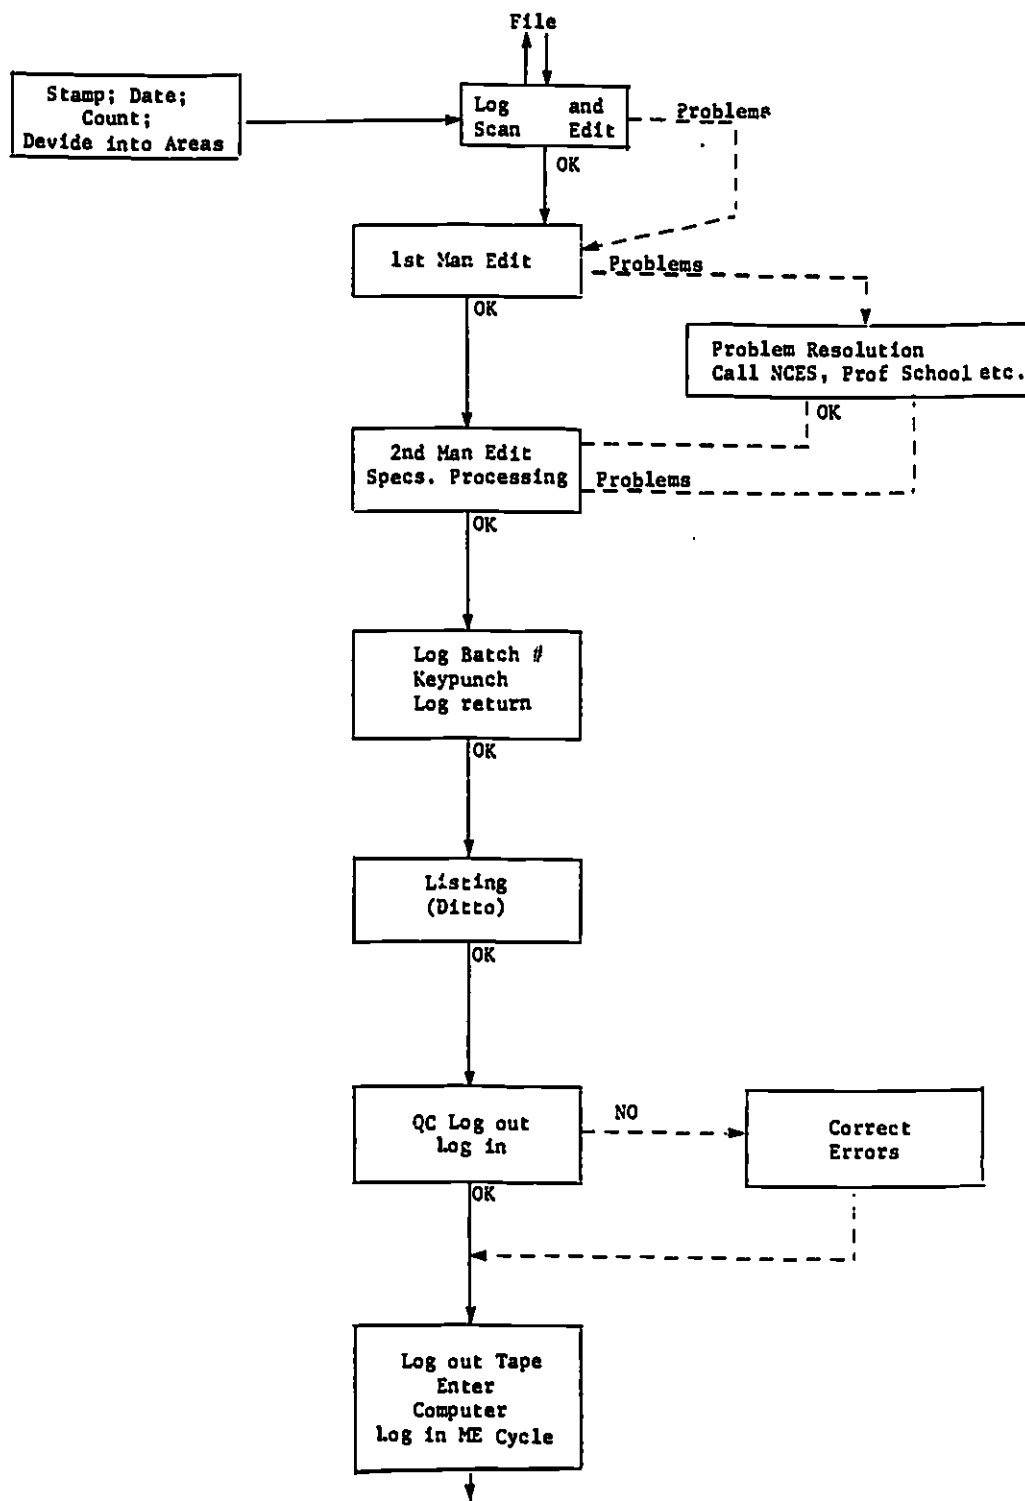 File
Stamp; Date;
Count;
Devide into Areas
Log and
Scan Edit
Problems
OK
1st Man Edit
Problems
OK
Problem Resolution
Call NCES, Prof School etc.
OK
2nd Man Edit
Specs. Processing
Problems
OK
Log Batch #
Keypunch
Log return
OK
Listing
(Ditto)
OK
QC Log out
Log in
NO
Correct
Errors
OK
Log out Tape
Enter
Computer
Log in ME Cycle